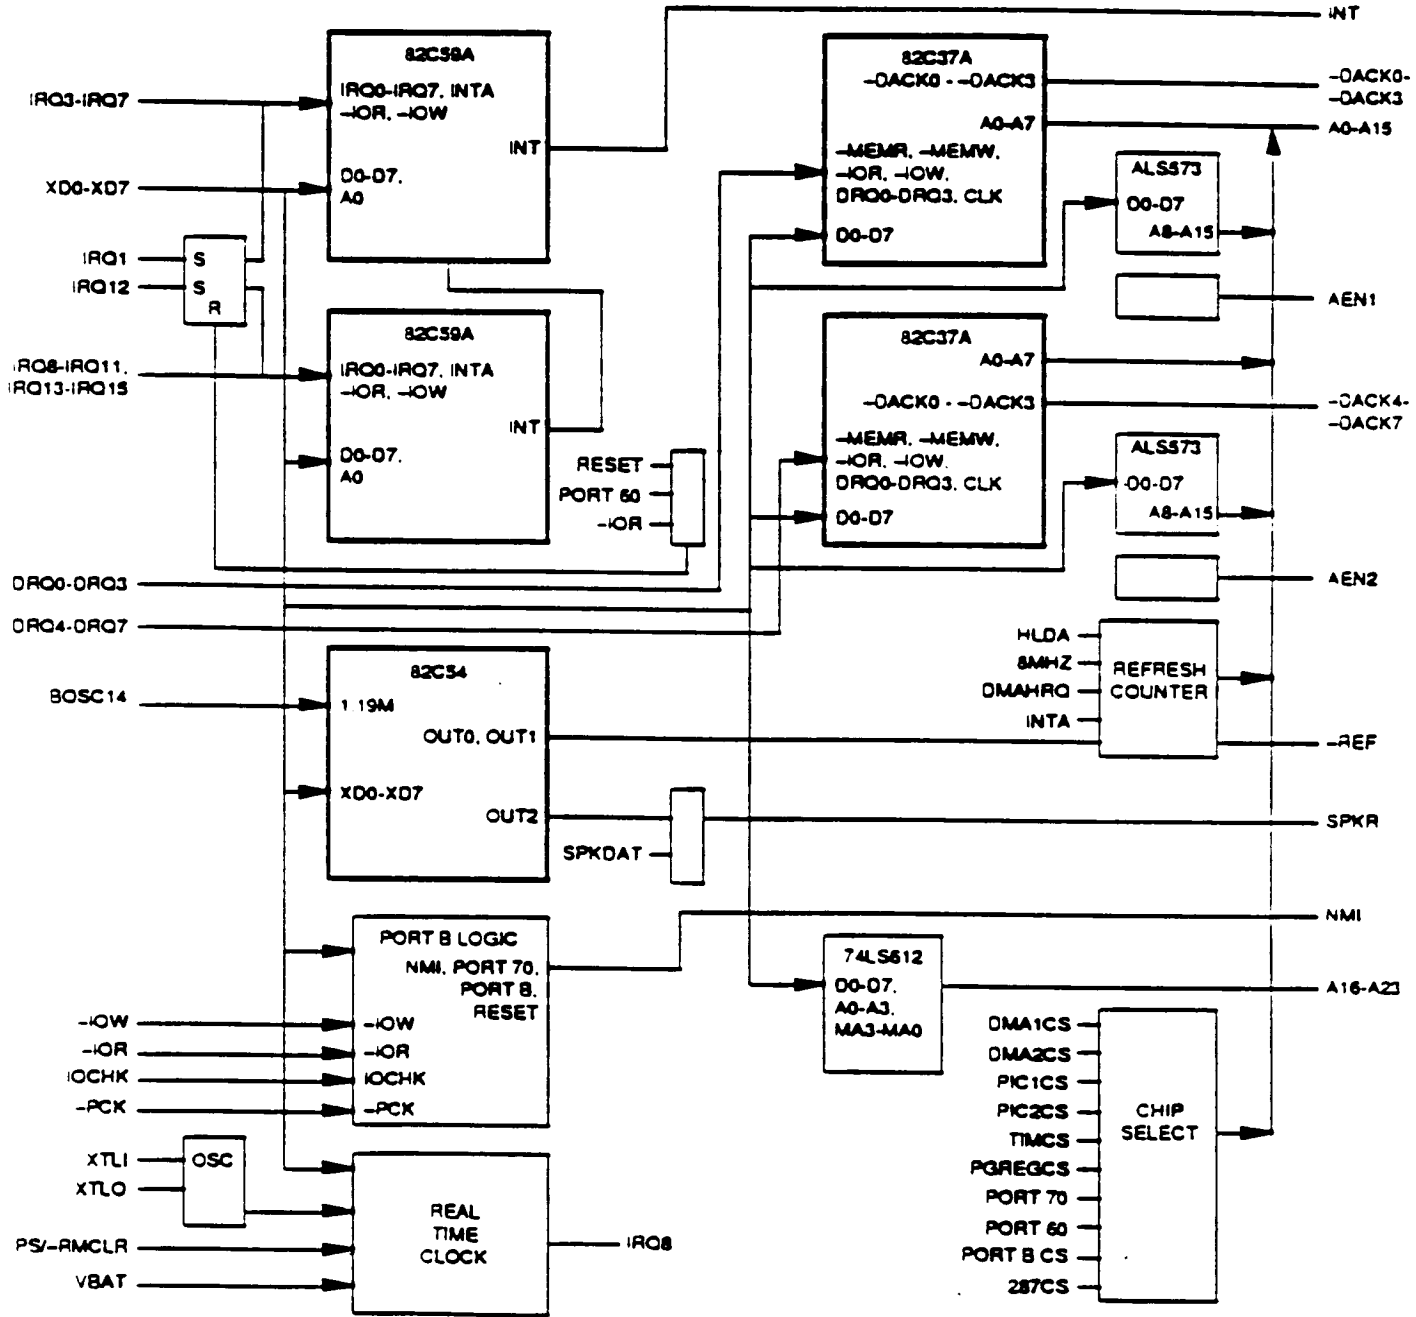 INT
82C59A
IRQ0-IRQ7, INTA
-IOR, -IOW
INT
D0-D7,
A0
IRQ3-IRQ7
XD0-XD7
IRQ1
IRQ12
S
S
R
82C59A
IRQ0-IRQ7, INTA
-IOR, -IOW
INT
D0-D7,
A0
IRQ8-IRQ11,
IRQ13-IRQ15
RESET
PORT 60
-IOR
DRQ0-DRQ3
DRQ4-DRQ7
82C37A
-DACK0 - -DACK3
A0-A7
-MEMR, -MEMW,
-IOR, -IOW,
DRQ0-DRQ3, CLK
D0-D7
-DACK0-
-DACK3
A0-A15
ALS573
D0-D7
A8-A15
AEN1
82C37A
A0-A7
-DACK0 - -DACK3
-MEMR, -MEMW,
-IOR, -IOW,
DRQ0-DRQ3, CLK
D0-D7
-DACK4-
-DACK7
ALS573
D0-D7
A8-A15
AEN2
BOSC14
82C54
1.19M
OUT0, OUT1
XD0-XD7
OUT2
SPKDAT
HLDA
8MHZ
DMAHRQ
INTA
REFRESH
COUNTER
-REF
SPKR
PORT B LOGIC
NMI, PORT 70,
PORT B,
RESET
-IOW
-IOR
IOCHK
-PCK
-IOW
-IOR
IOCHK
-PCK
NMI
74LS612
D0-D7,
A0-A3,
MA3-MA0
A16-A23
XTLI
XTLO
OSC
PS/-RMCLR
VBAT
REAL
TIME
CLOCK
IRQ8
DMA1CS
DMA2CS
PIC1CS
PIC2CS
TIMCS
PGREGCS
PORT 70
PORT 60
PORT B CS
287CS
CHIP
SELECT